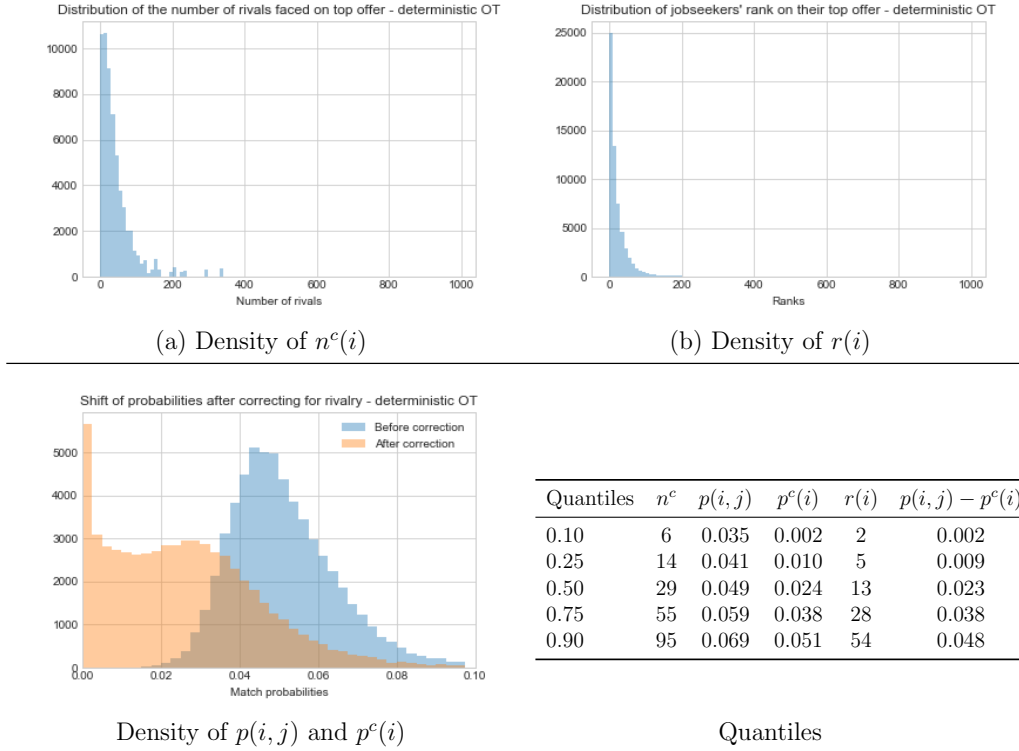 Distribution of the number of rivals faced on top offer - deterministic OT
10000
8000
6000
4000
2000
0
0 200 400 600 800 1000
Number of rivals
(a) Density of n^c(i)
Distribution of jobseekers' rank on their top offer - deterministic OT
25000
20000
15000
10000
5000
0
0 200 400 600 800 1000
Ranks
(b) Density of r(i)
Shift of probabilities after correcting for rivalry - deterministic OT
Before correction
After correction
5000
4000
3000
2000
1000
0
0.00 0.02 0.04 0.06 0.08 0.10
Match probabilities
Density of p(i, j) and p^c(i)
Quantiles n^c p(i, j) p^c(i) r(i) p(i, j) − p^c(i)
0.10 6 0.035 0.002 2 0.002
0.25 14 0.041 0.010 5 0.009
0.50 29 0.049 0.024 13 0.023
0.75 55 0.059 0.038 28 0.038
0.90 95 0.069 0.051 54 0.048
Quantiles